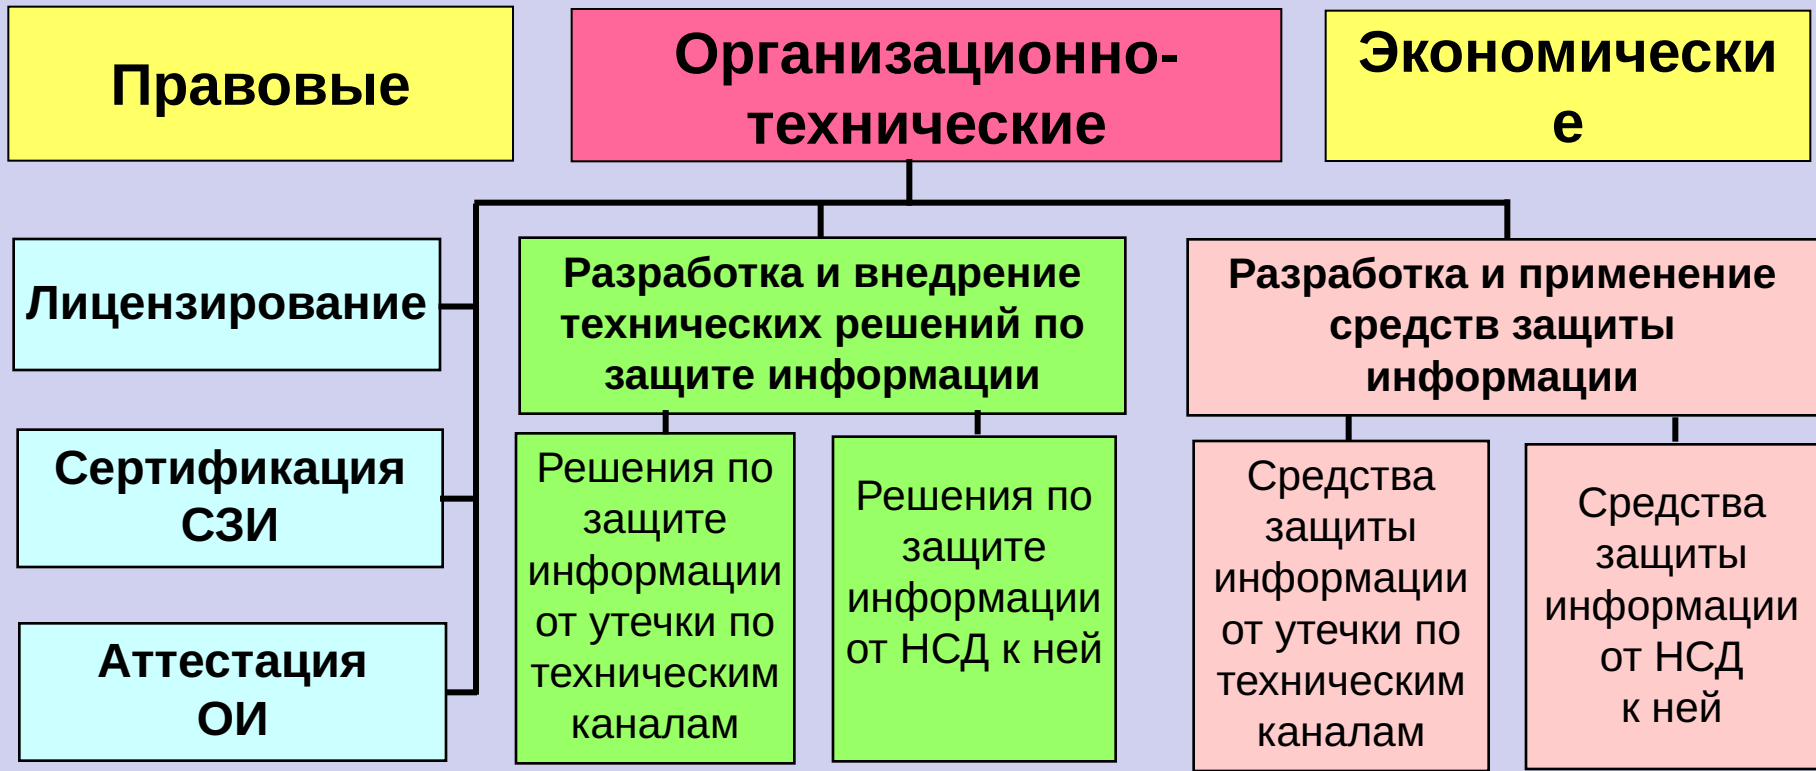 Правовые
Организационно-
технические
Экономически
е
Лицензирование
Сертификация
СЗИ
Аттестация
ОИ
Разработка и внедрение
технических решений по
защите информации
Решения по
защите
информации
от утечки по
техническим
каналам
Решения по
защите
информации
от НСД к ней
Разработка и применение
средств защиты
информации
Средства
защиты
информации
от утечки по
техническим
каналам
Средства
защиты
информации
от НСД
к ней